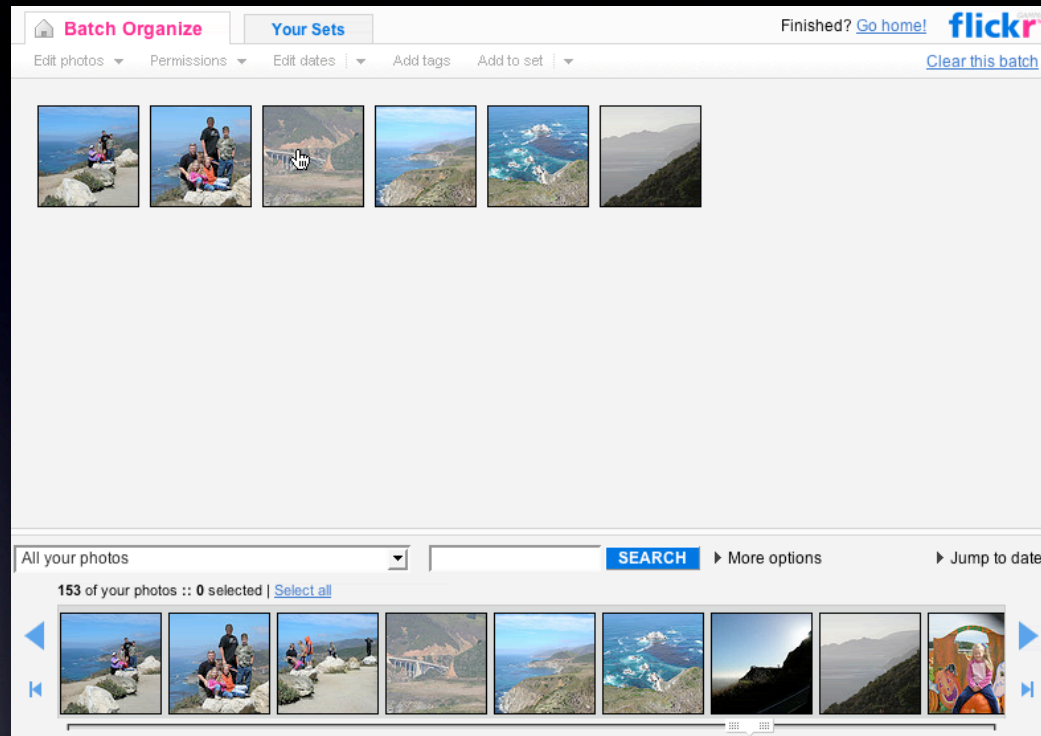 Batch Organize
Your Sets
Finished? Go home!
flickr
Edit photos
Permissions
Edit dates
Add tags
Add to set
Clear this batch
All your photos
SEARCH
More options
Jump to date
153 of your photos :: 0 selected | Select all